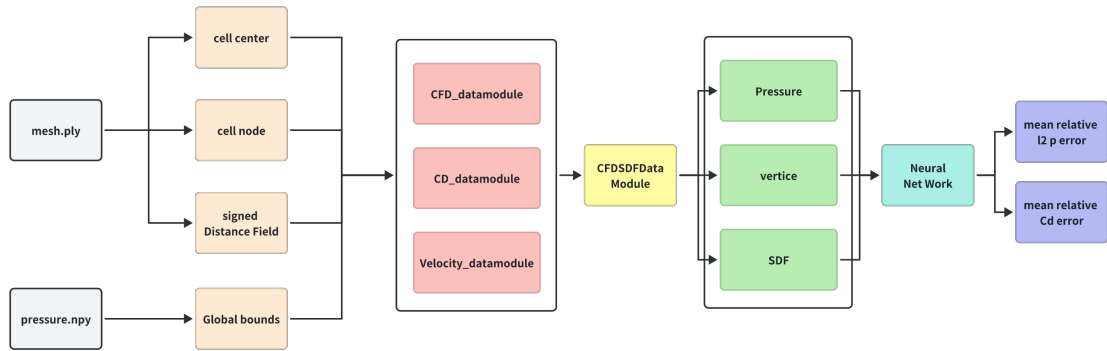 mesh.ply
pressure.npy
cell center
cell node
signed
Distance Field
Global bounds
CFD_datamodule
CD_datamodule
Velocity_datamodule
CFDSDFData
Module
Pressure
vertice
SDF
Neural
Net Work
mean relative
l2 p error
mean relative
Cd error